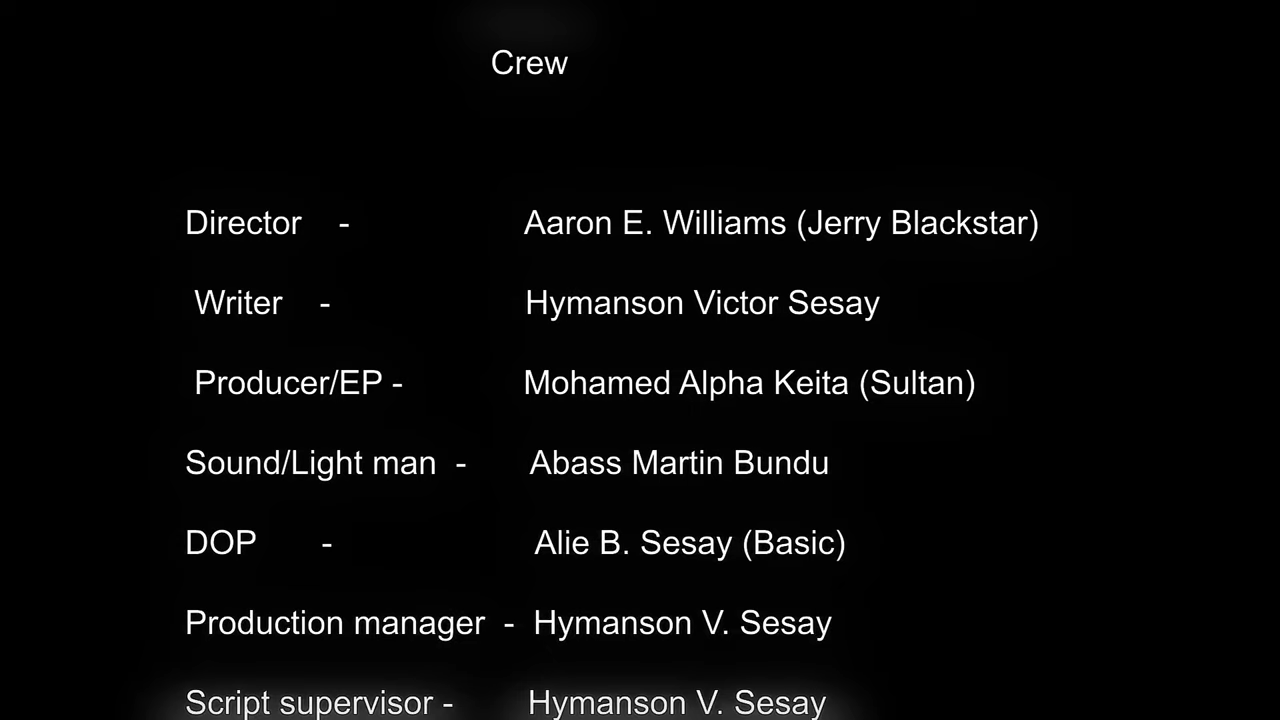 Crew
Director - Aaron E. Williams (Jerry Blackstar)
Writer - Hymanson Victor Sesay
Producer/EP - Mohamed Alpha Keita (Sultan)
Sound/Light man - Abass Martin Bundu
DOP - Alie B. Sesay (Basic)
Production manager - Hymanson V. Sesay
Script supervisor - Hymanson V. Sesay